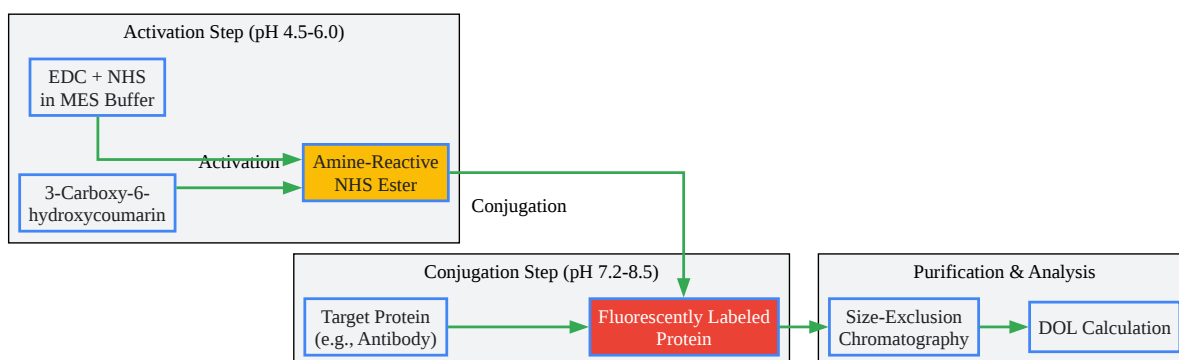 Activation Step (pH 4.5-6.0)
EDC + NHS
in MES Buffer
Activation
Amine-Reactive
NHS Ester
3-Carboxy-6-
hydroxycoumarin
Conjugation
Conjugation Step (pH 7.2-8.5)
Target Protein
(e.g., Antibody)
Fluorescently Labeled
Protein
Purification & Analysis
Size-Exclusion
Chromatography
DOL Calculation